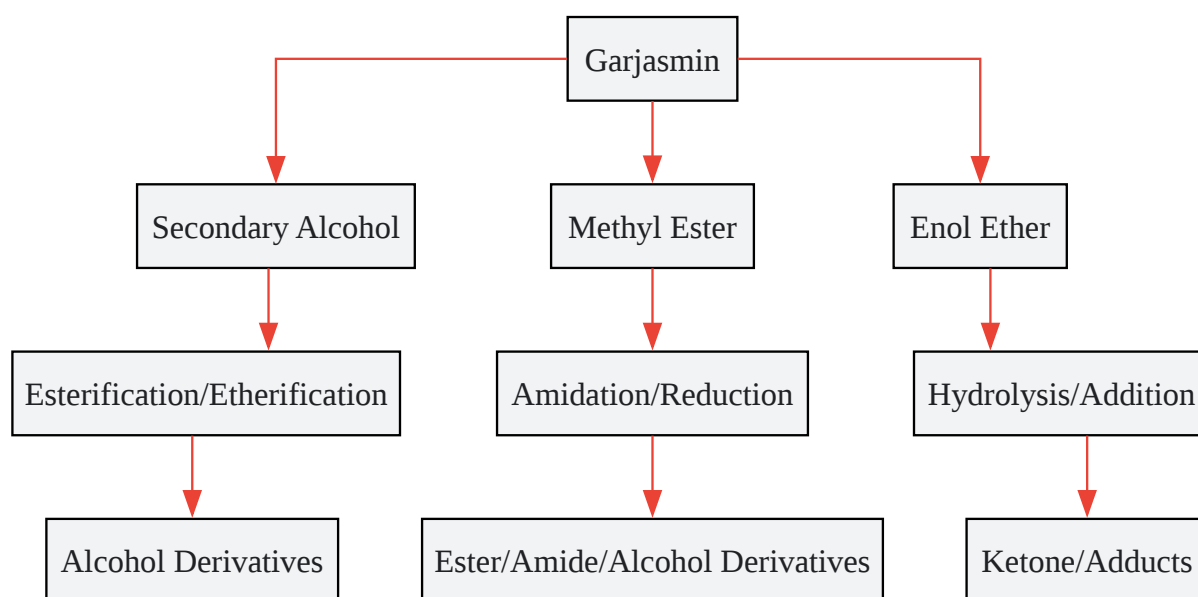 Garjasmin
Secondary Alcohol
Methyl Ester
Enol Ether
Esterification/Etherification
Amidation/Reduction
Hydrolysis/Addition
Alcohol Derivatives
Ester/Amide/Alcohol Derivatives
Ketone/Adducts